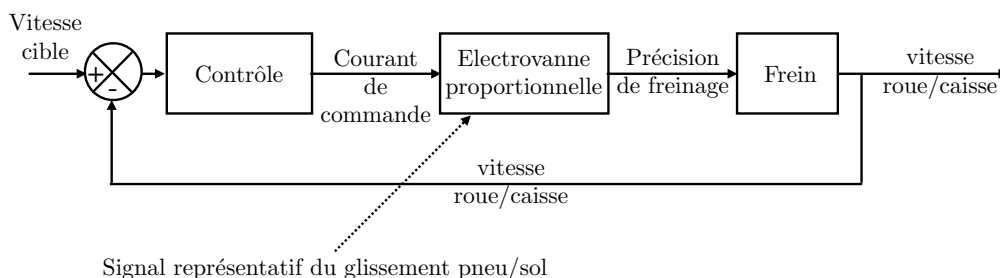 Vitesse
cible
+
-
Contrôle
Courant
de
commande
Electrovanne
proportionnelle
Précision
de freinage
Frein
vitesse
roue/caisse
vitesse
roue/caisse
Signal représentatif du glissement pneu/sol